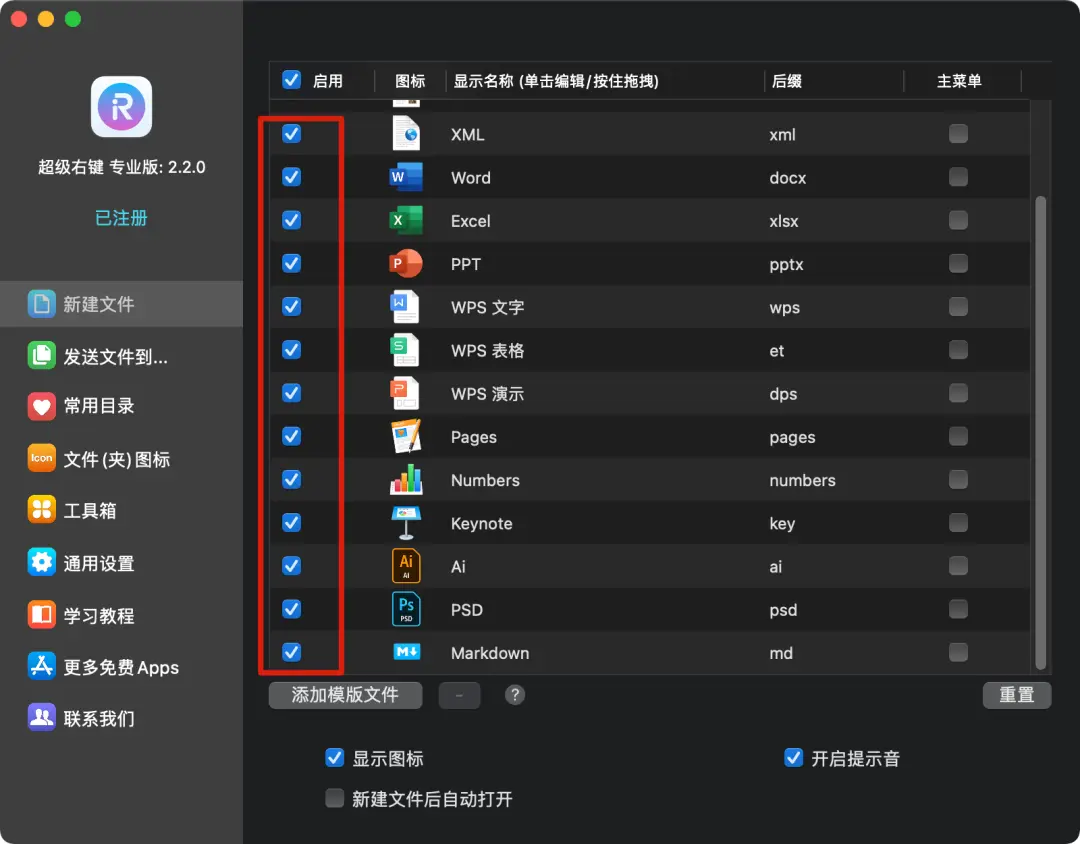 超级右键 专业版: 2.2.0
已注册
新建文件
发送文件到...
常用目录
Icon 文件(夹)图标
工具箱
通用设置
学习教程
更多免费Apps
联系我们
启用 图标 显示名称 (单击编辑/按住拖拽) 后缀 主菜单
XML xml
W Word docx
X Excel xlsx
P PPT pptx
W WPS 文字 wps
S WPS 表格 et
P WPS 演示 dps
Pages pages
Numbers numbers
Keynote key
Ai AI Ai ai
Ps PSD PSD psd
M Markdown md
添加模版文件 - ? 重置
显示图标 开启提示音
新建文件后自动打开